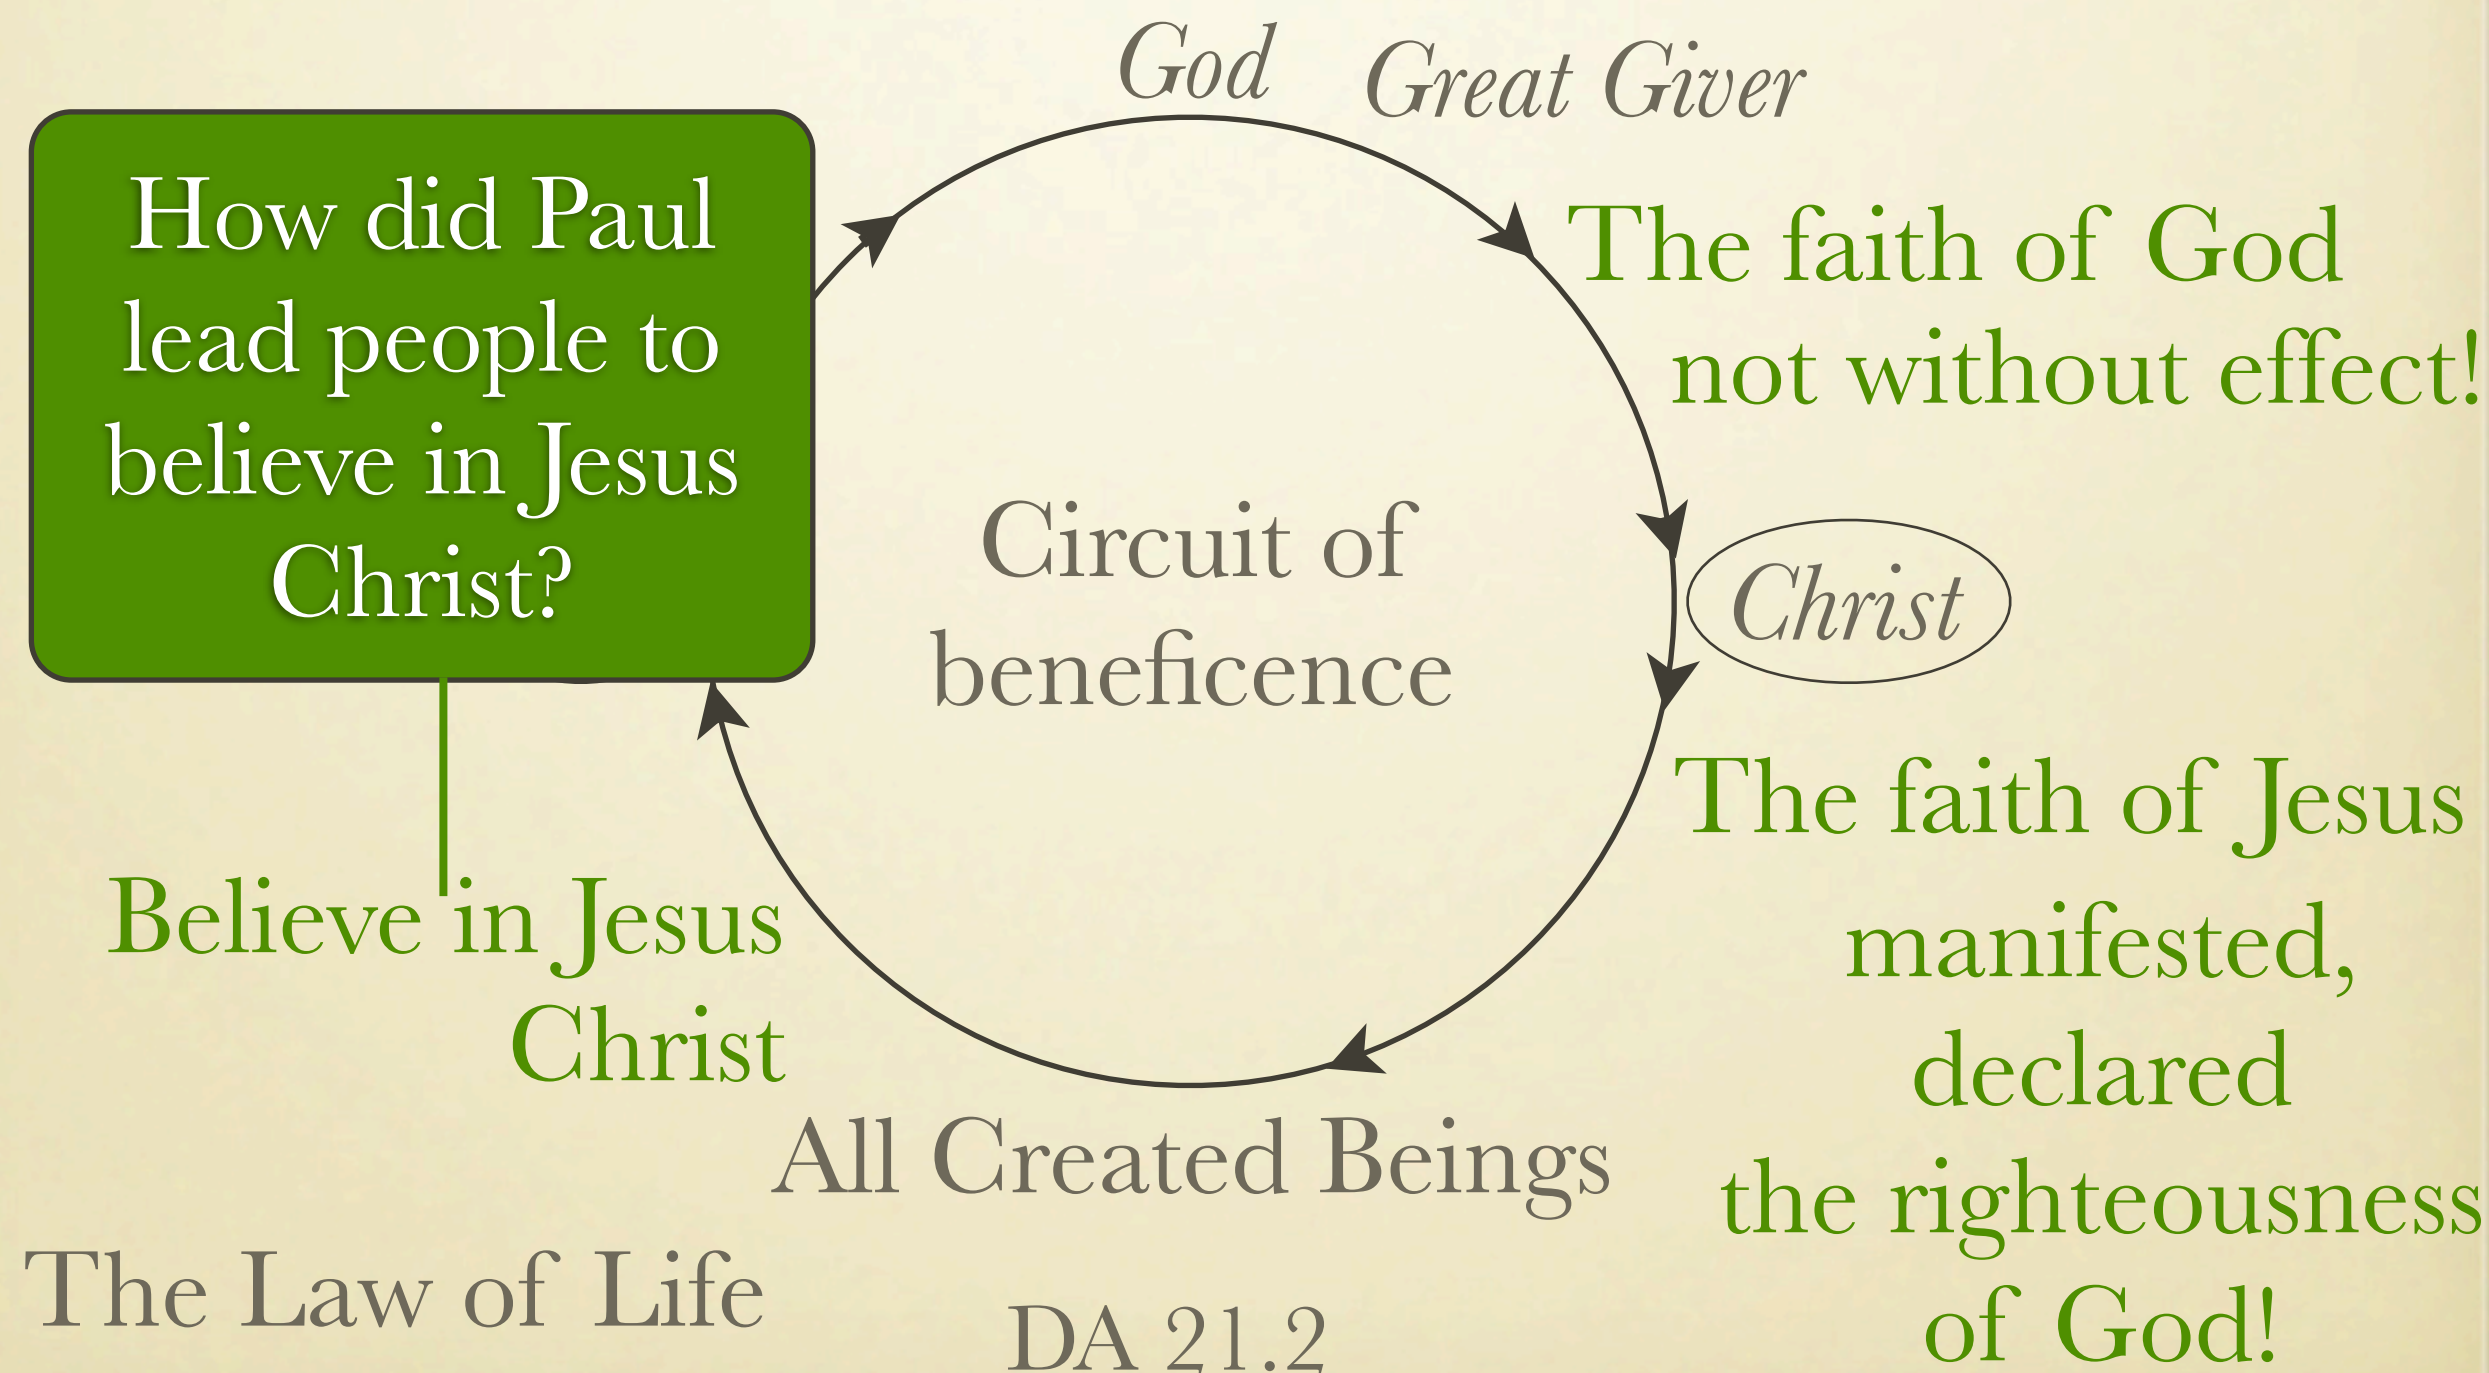 God
Great Giver
How did Paul
lead people to
believe in Jesus
Christ?
The faith of God
not without effect!
Circuit of
beneficence
Christ
The faith of Jesus
manifested,
declared
the righteousness
of God!
Believe in Jesus
Christ
All Created Beings
The Law of Life
DA 21.2